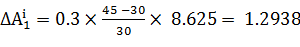 ΔA₁ⁱ = 0.3 × (45 −30)/30 × 8.625 = 1.2938